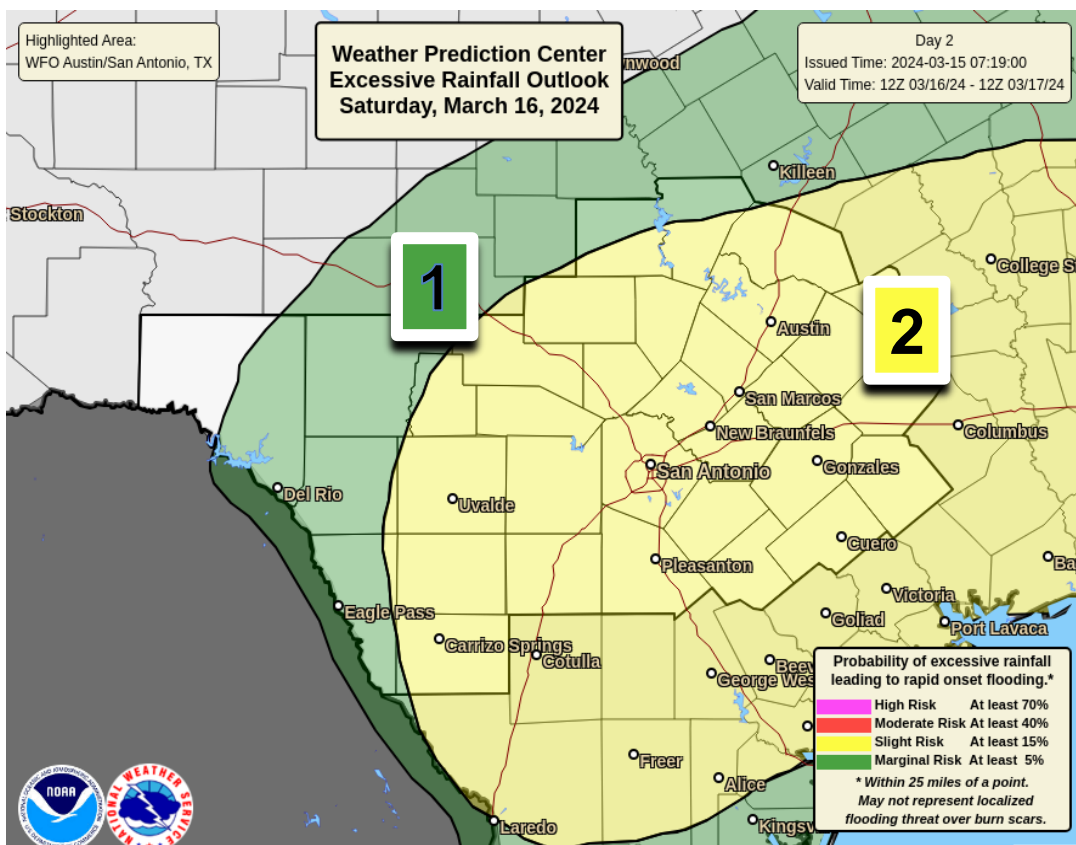 Highlighted Area:
WFO Austin/San Antonio, TX
Weather Prediction Center
Excessive Rainfall Outlook
Saturday, March 16, 2024
Day 2
Issued Time: 2024-03-15 07:19:00
Valid Time: 12Z 03/16/24 - 12Z 03/17/24
Killeen
Stockton
College
1
2
Austin
San Marcos
New Braunfels
Columbus
San Antonio
Gonzales
Del Rio
Uvalde
Cuero
Pleasanton
Victoria
Eagle Pass
Goliad
Port Lavaca
Carrizo Springs
Cotulla
George
Freer
Alice
Laredo
Probability of excessive rainfall
leading to rapid onset flooding.*
High Risk At least 70%
Moderate Risk At least 40%
Slight Risk At least 15%
Marginal Risk At least 5%
* Within 25 miles of a point.
May not represent localized
flooding threat over burn scars.
NOAA
NATIONAL WEATHER SERVICE